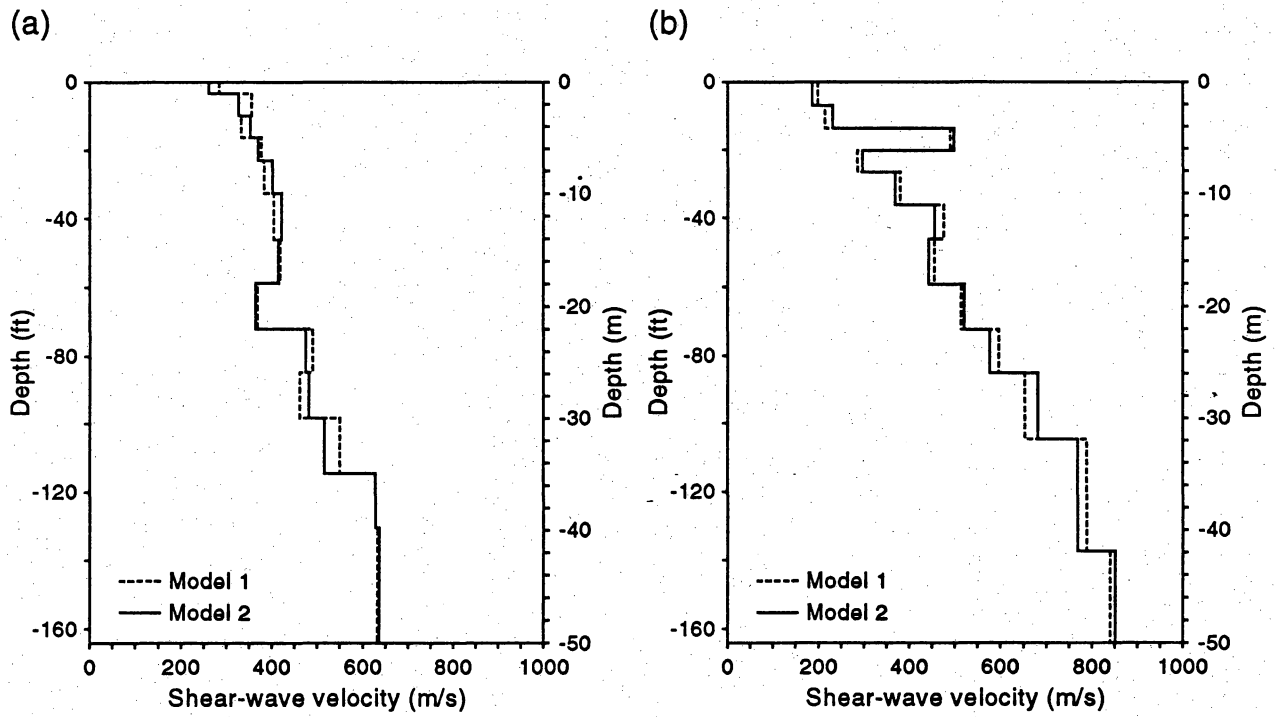 (a)
0
-40
-80
-120
-160
Depth (ft)
0
-10
-20
-30
-40
-50
Depth (m)
Model 1
Model 2
0 200 400 600 800 1000
Shear-wave velocity (m/s)
(b)
0
-40
-80
-120
-160
Depth (ft)
0
-10
-20
-30
-40
-50
Depth (m)
Model 1
Model 2
0 200 400 600 800 1000
Shear-wave velocity (m/s)